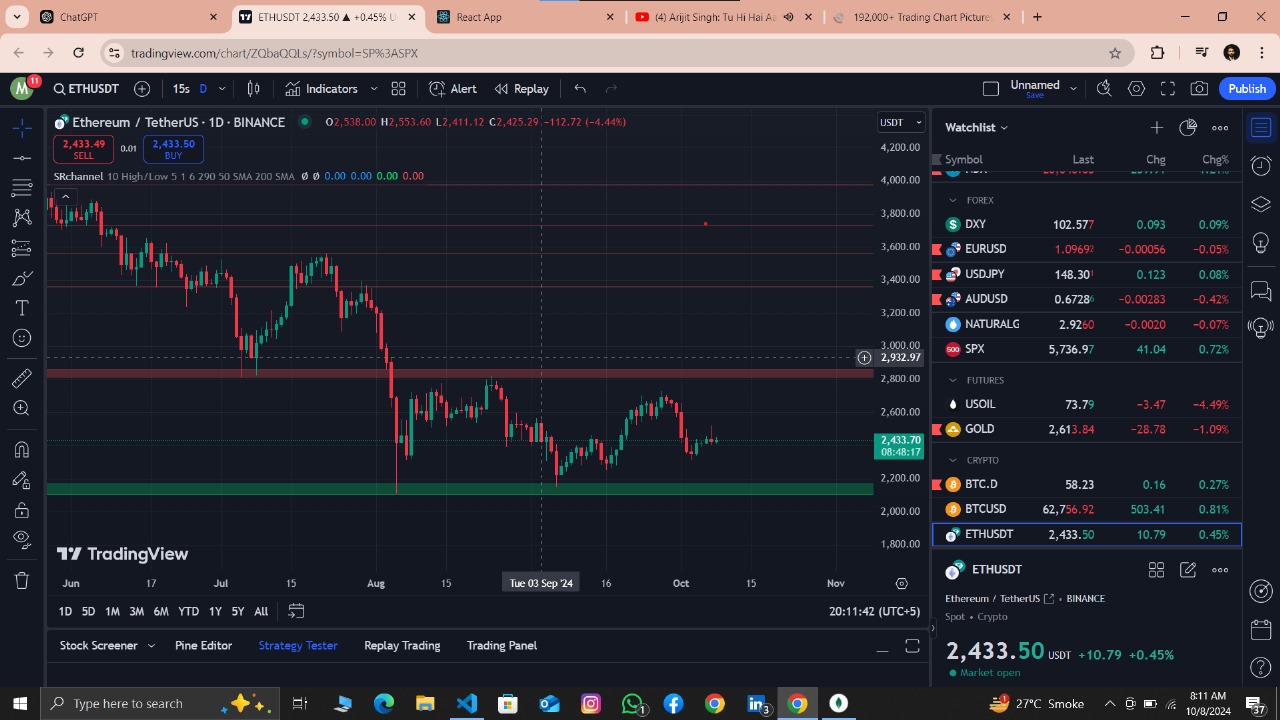 ChatGPT
ETHUSDT 2,433.50 ▲ +0.45% U
React App
(4) Arijit Singh: Tu Hi Hai Aa
192,000+ Trading Chart Picture
tradingview.com/chart/ZQbaQQLs/?symbol=SP%3ASPX
M 11 ETHUSDT 15s D Indicators Alert Replay Unnamed Save Publish
Ethereum / TetherUS · 1D · BINANCE O2,538.00 H2,553.60 L2,411.12 C2,425.29 −112.72 (−4.44%) USDT
2,433.49 SELL 0.01 2,433.50 BUY
SRchannel 10 High/Low 5 1 6 290 50 SMA 200 SMA Ø Ø 0.00 0.00 0.00 0.00
4,200.00
4,000.00
3,800.00
3,600.00
3,400.00
3,200.00
3,000.00
2,932.97
2,800.00
2,600.00
2,433.70
08:48:17
2,200.00
2,000.00
1,800.00
TradingView
Jun 17 Jul 15 Aug 15 Tue 03 Sep '24 16 Oct 15 Nov
1D 5D 1M 3M 6M YTD 1Y 5Y All 20:11:42 (UTC+5)
Stock Screener Pine Editor Strategy Tester Replay Trading Trading Panel
Watchlist
Symbol Last Chg Chg%
FOREX
DXY 102.577 0.093 0.09%
EURUSD 1.09692 −0.00056 −0.05%
USDJPY 148.301 0.123 0.08%
AUDUSD 0.67286 −0.00283 −0.42%
NATURALG 2.9260 −0.0020 −0.07%
500 SPX 5,736.97 41.04 0.72%
FUTURES
USOIL 73.79 −3.47 −4.49%
GOLD 2,613.84 −28.78 −1.09%
CRYPTO
BTC.D 58.23 0.16 0.27%
BTCUSD 62,756.92 503.41 0.81%
ETHUSDT 2,433.50 10.79 0.45%
ETHUSDT
Ethereum / TetherUS · BINANCE
Spot · Crypto
2,433.50 USDT +10.79 +0.45%
Market open
Type here to search
1
3
1
27°C Smoke
8:11 AM
10/8/2024
37